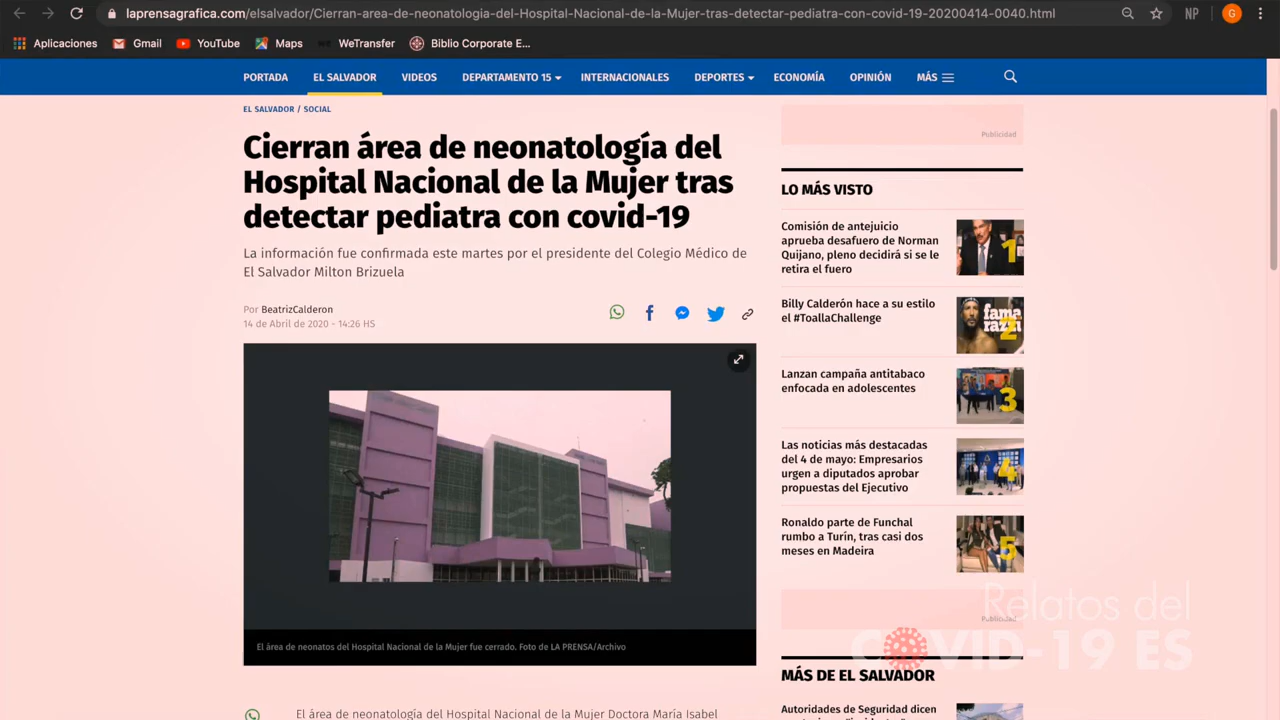 laprensagrafica.com/elsalvador/Cierran-area-de-neonatologia-del-Hospital-Nacional-de-la-Mujer-tras-detectar-pediatra-con-covid-19-20200414-0040.html
NP
G
Aplicaciones
Gmail
YouTube
Maps
WeTransfer
Biblio Corporate E...
PORTADA
EL SALVADOR
VIDEOS
DEPARTAMENTO 15
INTERNACIONALES
DEPORTES
ECONOMÍA
OPINIÓN
MÁS
EL SALVADOR / SOCIAL
Cierran área de neonatología del
Hospital Nacional de la Mujer tras
detectar pediatra con covid-19
La información fue confirmada este martes por el presidente del Colegio Médico de
El Salvador Milton Brizuela
Por BeatrizCalderon
14 de Abril de 2020 - 14:26 HS
El área de neonatos del Hospital Nacional de la Mujer fue cerrado. Foto de LA PRENSA/Archivo
El área de neonatología del Hospital Nacional de la Mujer Doctora María Isabel
Publicidad
LO MÁS VISTO
Comisión de antejuicio
aprueba desafuero de Norman
Quijano, pleno decidirá si se le
retira el fuero
1
Billy Calderón hace a su estilo
el #ToallaChallenge
fama
razzi
2
Lanzan campaña antitabaco
enfocada en adolescentes
3
Las noticias más destacadas
del 4 de mayo: Empresarios
urgen a diputados aprobar
propuestas del Ejecutivo
4
Ronaldo parte de Funchal
rumbo a Turín, tras casi dos
meses en Madeira
5
Publicidad
Relatos del
COVID-19 ES
MÁS DE EL SALVADOR
Autoridades de Seguridad dicen